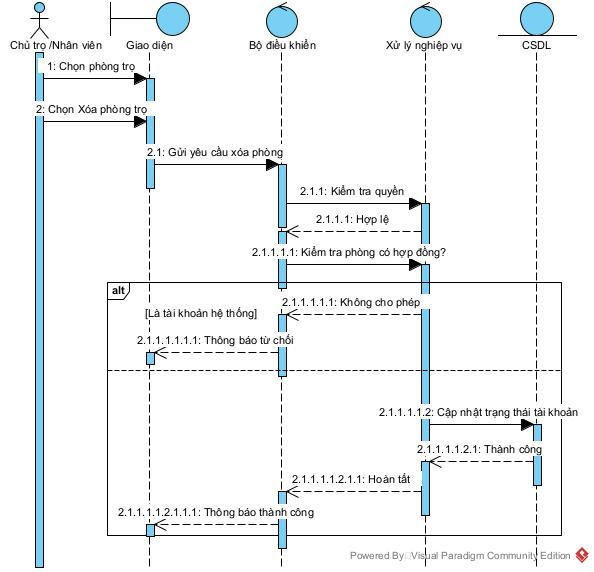 Chủ trọ /Nhân viên
Giao diện
Bộ điều khiển
Xử lý nghiệp vụ
CSDL
1: Chọn phòng trọ
2: Chọn Xóa phòng trọ
2.1: Gửi yêu cầu xóa phòng
2.1.1: Kiểm tra quyền
2.1.1.1: Hợp lệ
2.1.1.1.1: Kiểm tra phòng có hợp đồng?
alt
2.1.1.1.1.1: Không cho phép
[Là tài khoản hệ thống]
2.1.1.1.1.1.1: Thông báo từ chối
2.1.1.1.1.2: Cập nhật trạng thái tài khoản
2.1.1.1.1.2.1: Thành công
2.1.1.1.1.2.1.1: Hoàn tất
2.1.1.1.1.2.1.1.1: Thông báo thành công
Powered By Visual Paradigm Community Edition